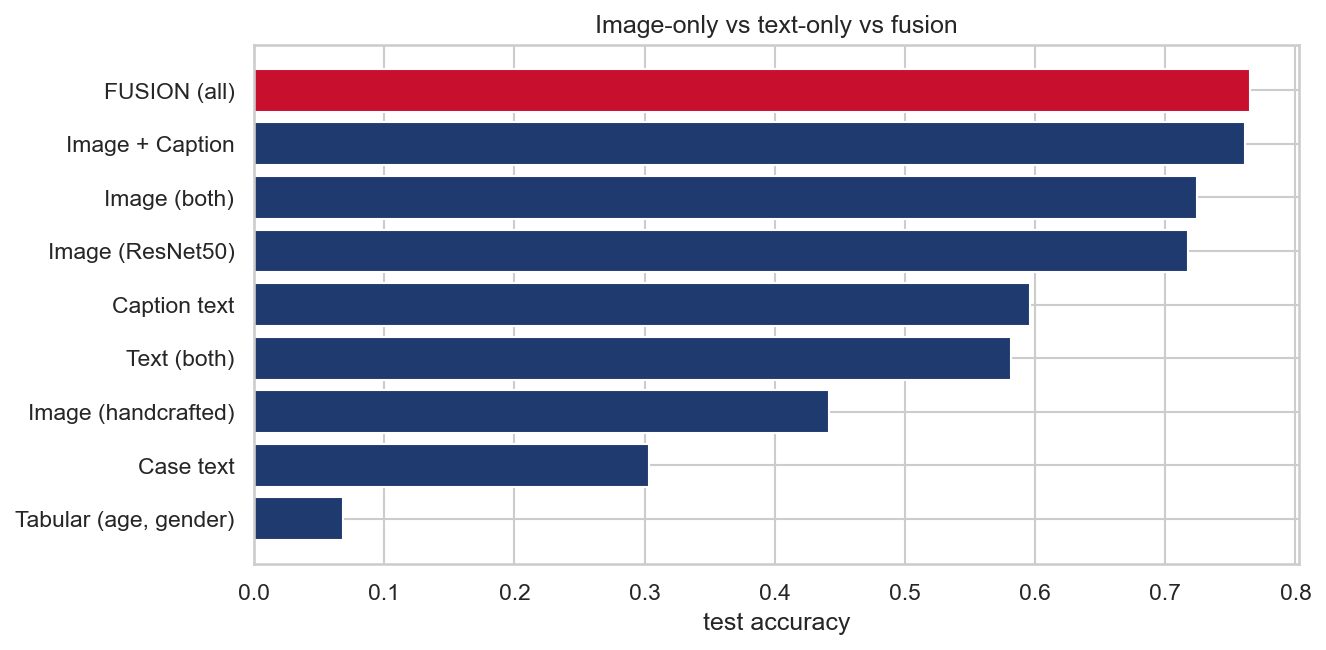 Image-only vs text-only vs fusion
FUSION (all)
Image + Caption
Image (both)
Image (ResNet50)
Caption text
Text (both)
Image (handcrafted)
Case text
Tabular (age, gender)
0.0 0.1 0.2 0.3 0.4 0.5 0.6 0.7 0.8
test accuracy